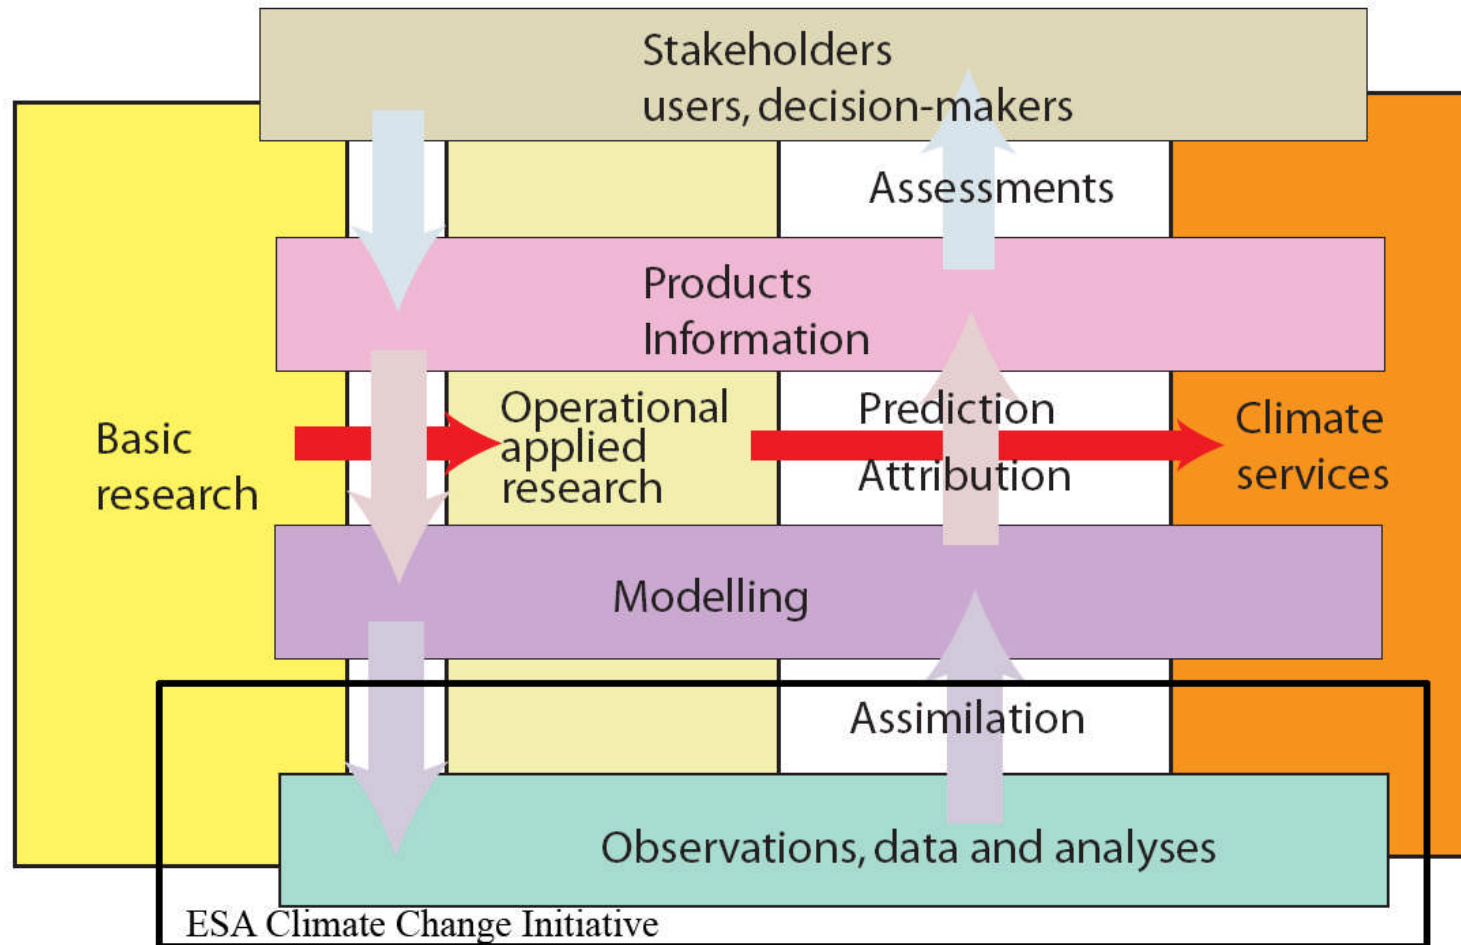 Stakeholders
users, decision-makers
Assessments
Products
Information
Basic
research
Operational
applied
research
Prediction
Attribution
Climate
services
Modelling
Assimilation
Observations, data and analyses
ESA Climate Change Initiative